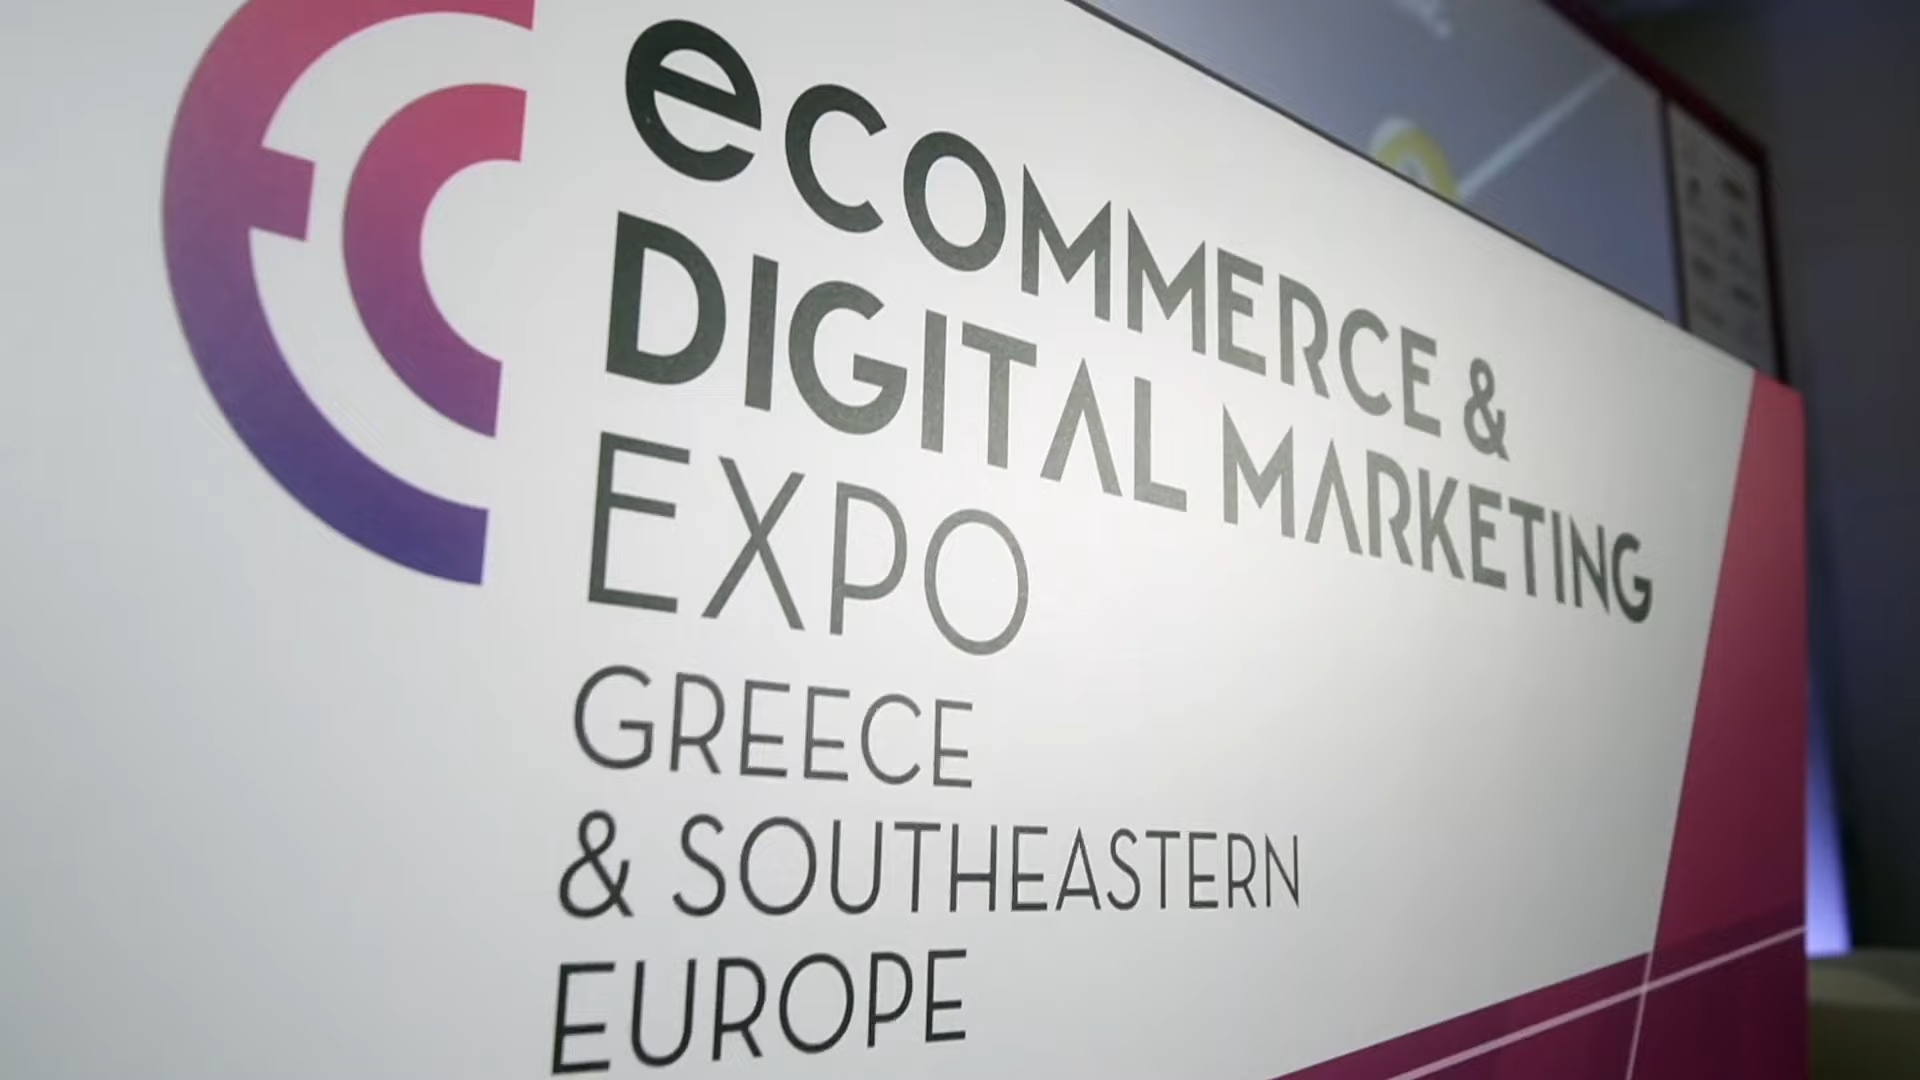 eCOMMERCE &
DIGITAL MARKETING
EXPO
GREECE
& SOUTHEASTERN
EUROPE